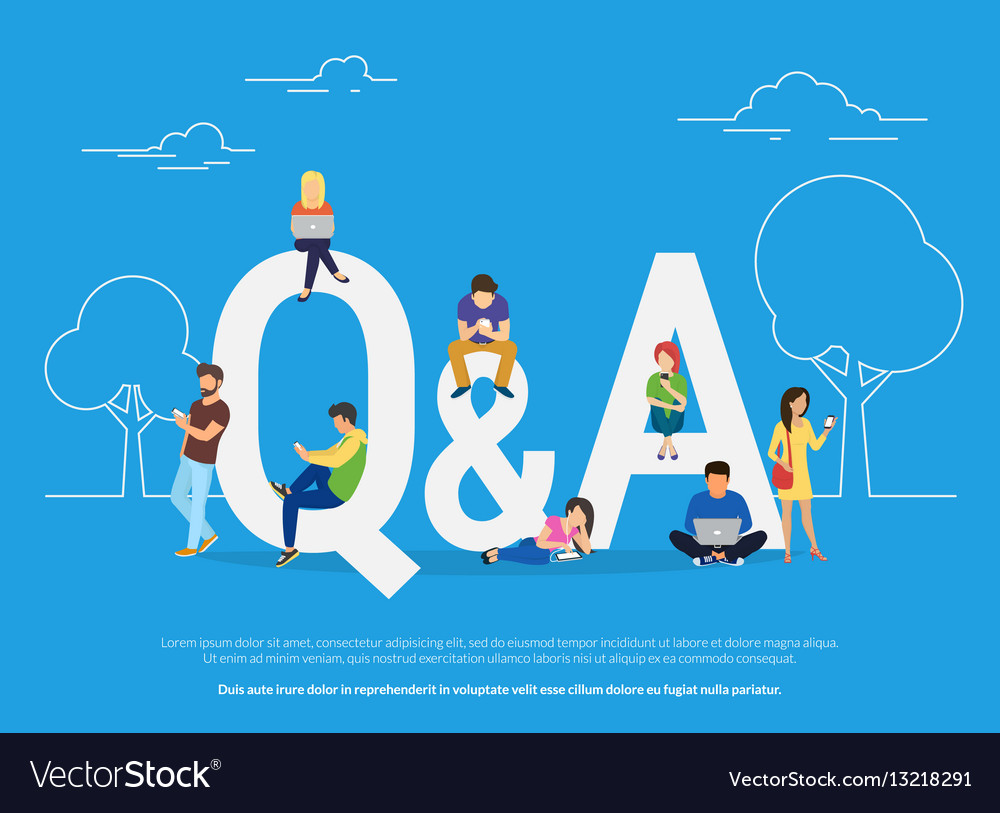 Q&A
Lorem ipsum dolor sit amet, consectetur adipisicing elit, sed do eiusmod tempor incididunt ut labore et dolore magna aliqua.
Ut enim ad minim veniam, quis nostrud exercitation ullamco laboris nisi ut aliquip ex ea commodo consequat.
Duis aute irure dolor in reprehenderit in voluptate velit esse cillum dolore eu fugiat nulla pariatur.
VectorStock®
VectorStock.com/13218291